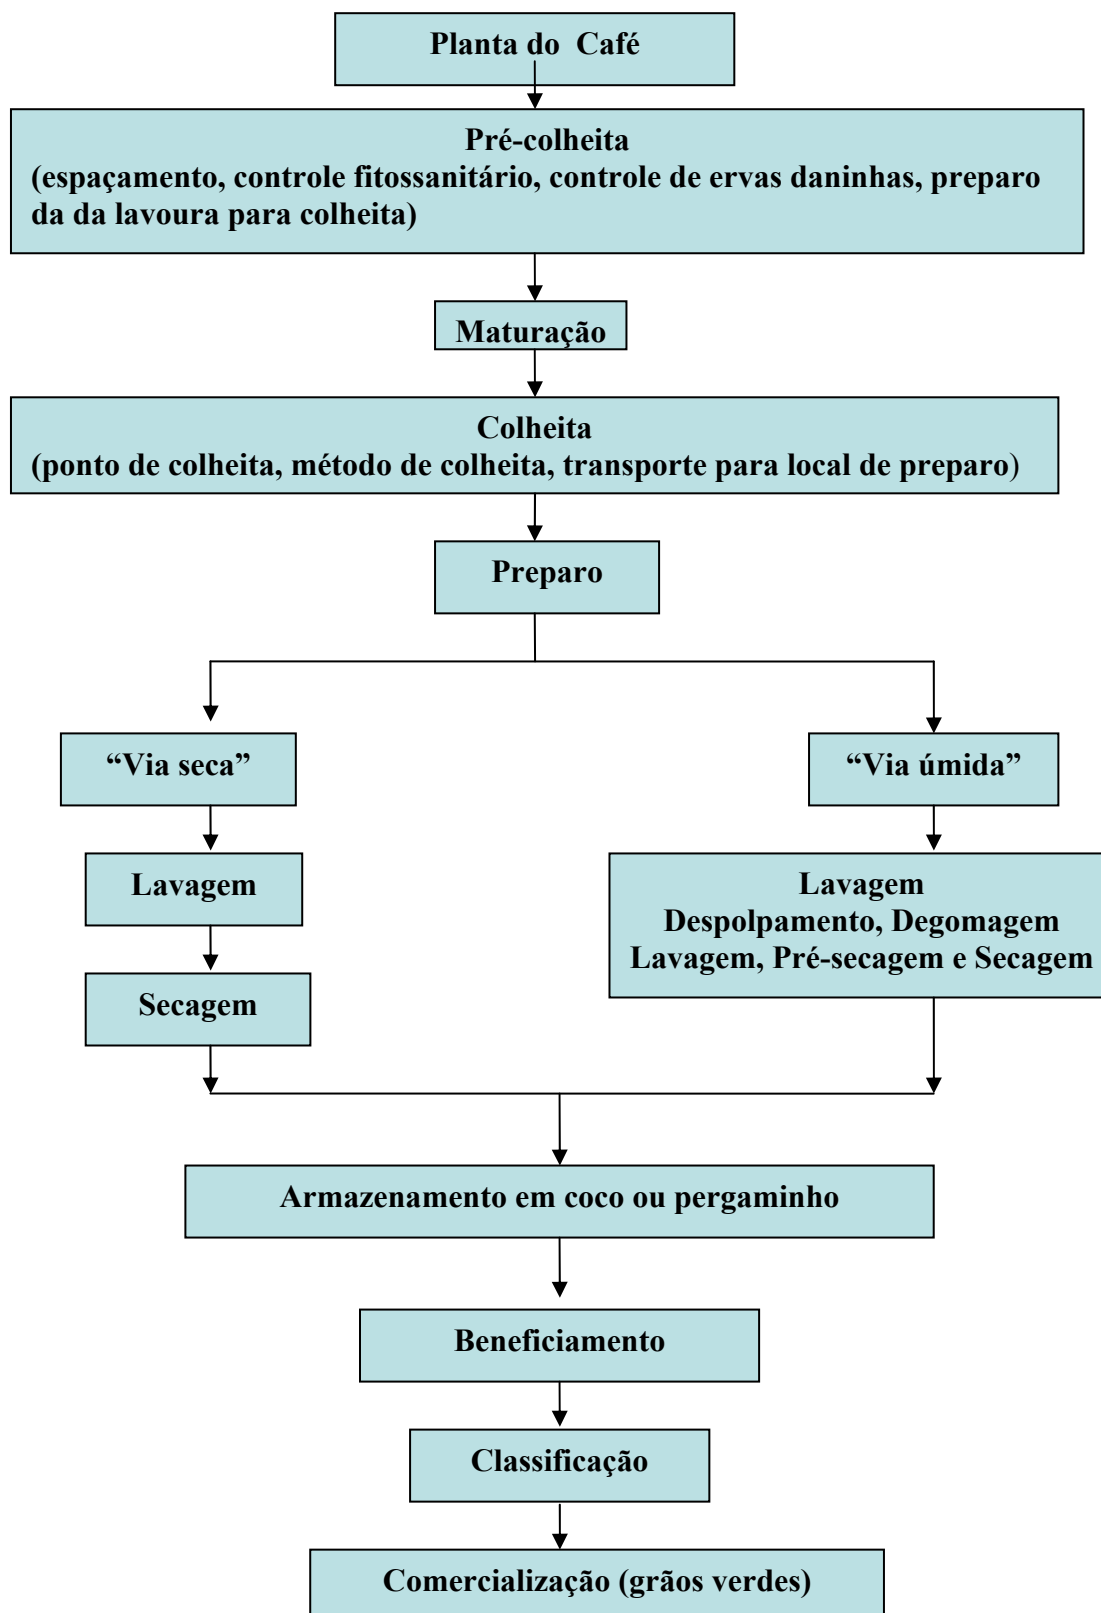 Planta do Café
Pré-colheita
(espaçamento, controle fitossanitário, controle de ervas daninhas, preparo
da da lavoura para colheita)
Maturação
Colheita
(ponto de colheita, método de colheita, transporte para local de preparo)
Preparo
“Via seca”
Lavagem
Secagem
“Via úmida”
Lavagem
Despolpamento, Degomagem
Lavagem, Pré-secagem e Secagem
Armazenamento em coco ou pergaminho
Beneficiamento
Classificação
Comercialização (grãos verdes)